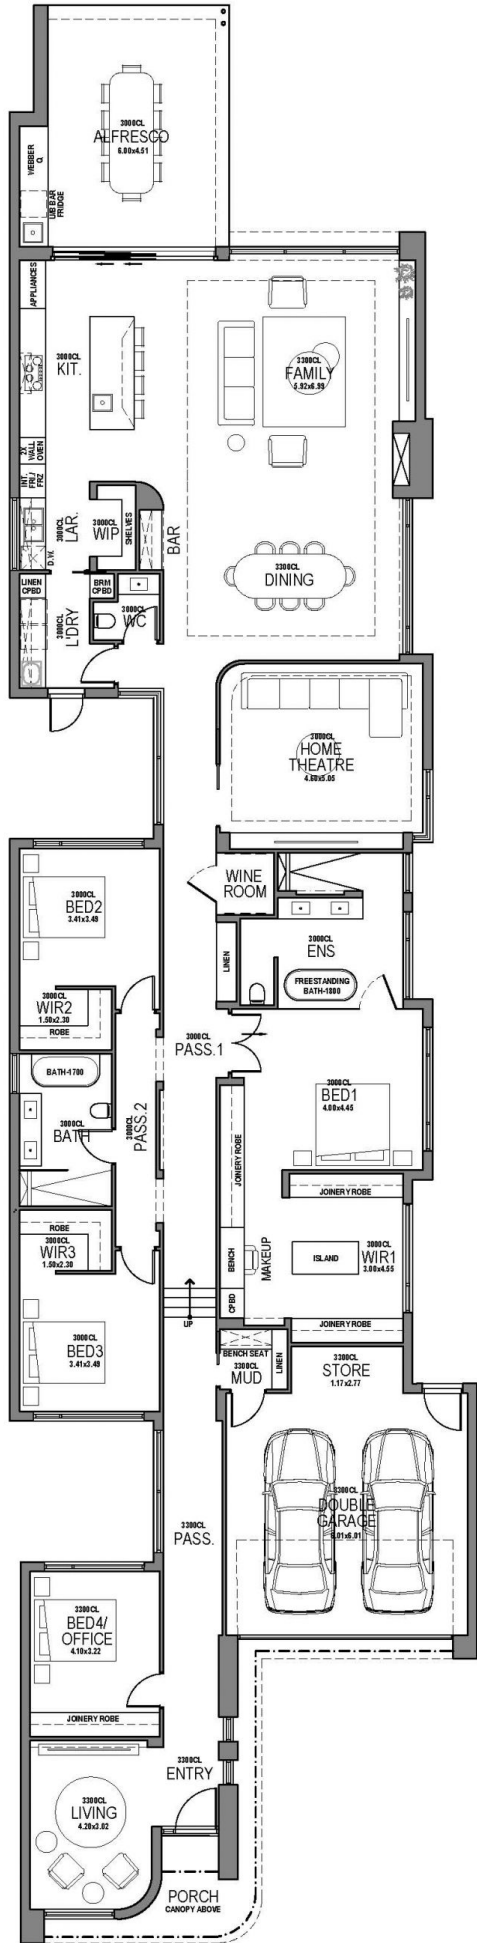 3000CL
ALFRESCO
6.00x4.51
WEBBER
Q
U/B BAR
FRIDGE
APPLIANCES
3000CL
KIT.
3300CL
FAMILY
5.92x6.99
2X
WALL
OVEN
INT.
FRI/
FRZ
3000CL
LAR.
3000CL
WIP
SHELVES
BAR
D.W.
3300CL
DINING
LINEN
CPBD
BRM
CPBD
3000CL
L'DRY
3000CL
WC
3000CL
HOME
THEATRE
4.60x5.05
WINE
ROOM
3000CL
BED2
3.41x3.49
LINEN
3000CL
ENS
FREESTANDING
BATH-1800
3000CL
WIR2
1.50x2.30
ROBE
3000CL
PASS.1
BATH-1700
3000CL
BATH
3000CL
PASS.2
3000CL
BED1
4.00x4.45
JOINERY ROBE
JOINERY ROBE
ROBE
3000CL
WIR3
1.50x2.30
BENCH
MAKEUP
ISLAND
3000CL
WIR1
3.00x4.55
CPBD
JOINERY ROBE
UP
3000CL
BED3
3.41x3.49
BENCH SEAT
3300CL
MUD
LINEN
3300CL
STORE
1.17x2.77
3300CL
DOUBLE
GARAGE
6.01x6.01
3300CL
PASS.
3300CL
BED4/
OFFICE
4.10x3.22
JOINERY ROBE
3300CL
ENTRY
3300CL
LIVING
4.20x3.02
PORCH
CANOPY ABOVE